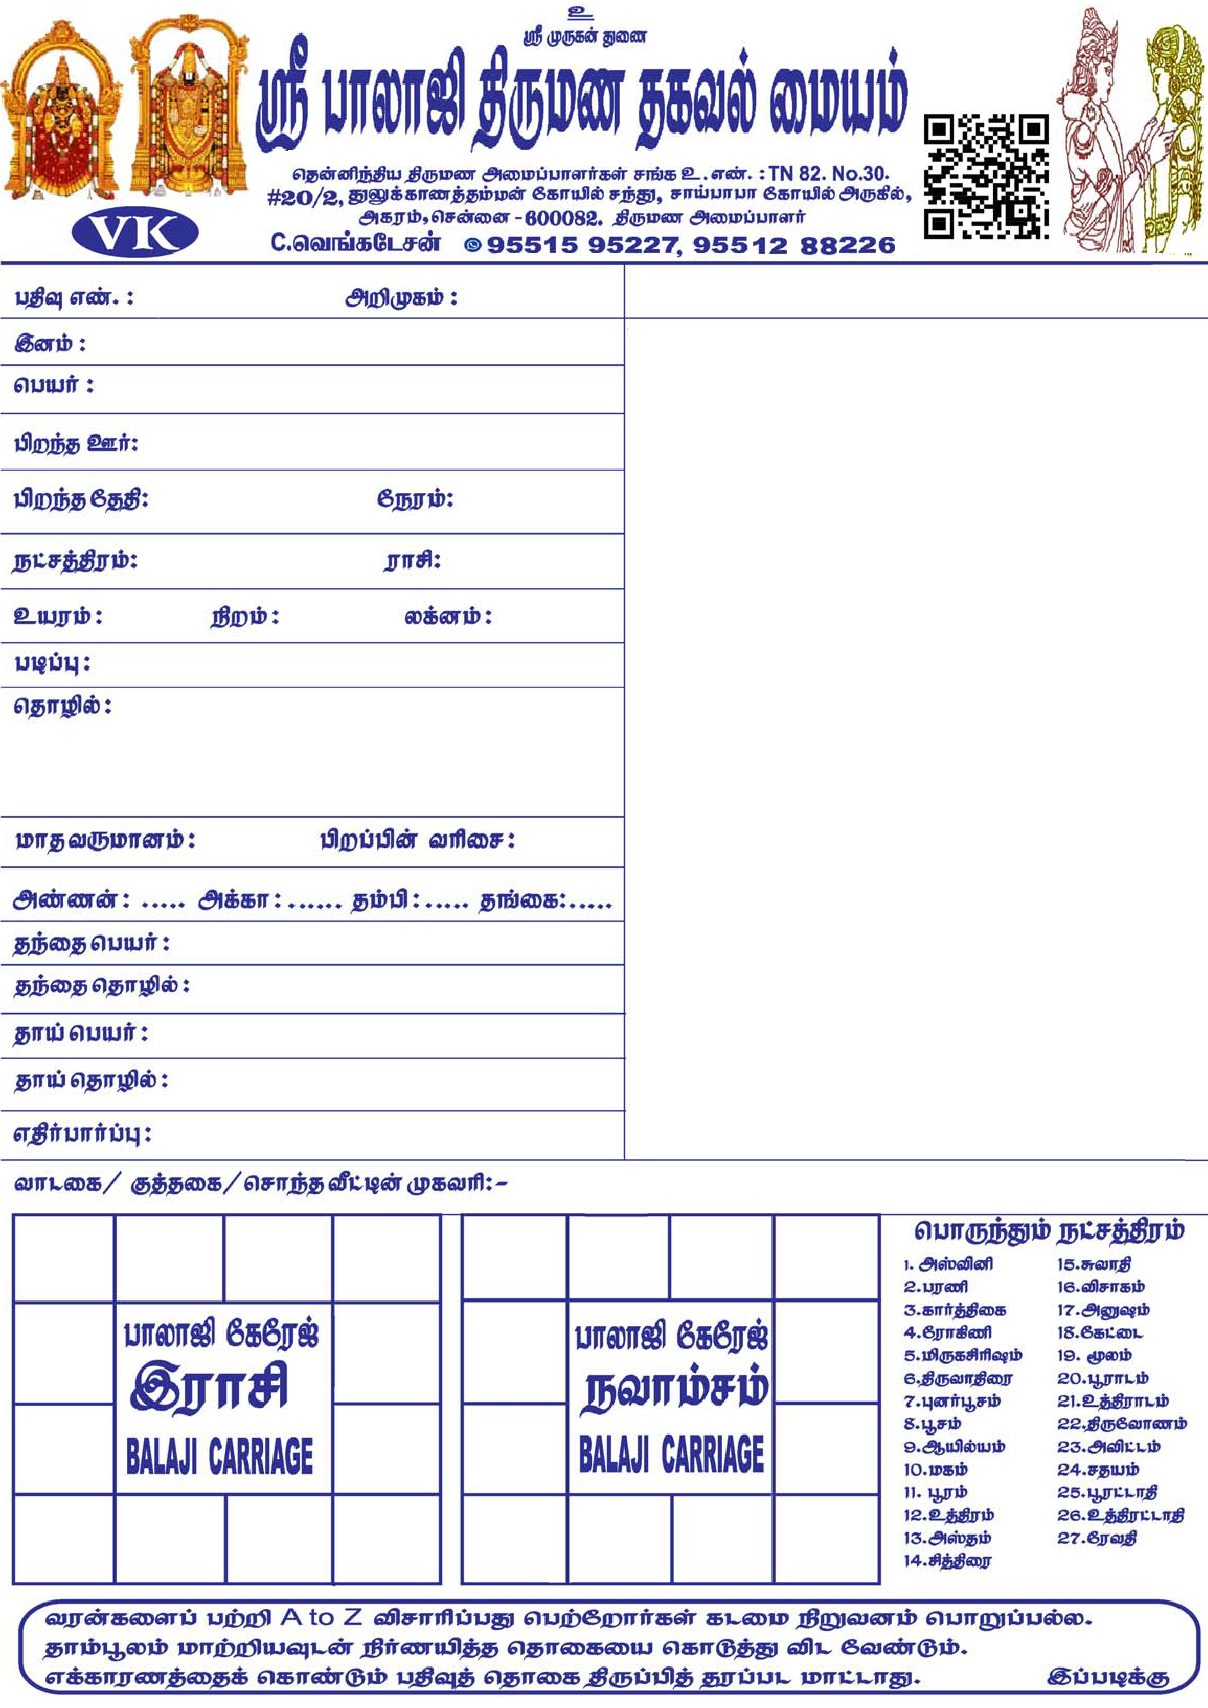 உ
ஸ்ரீ முருகன் துணை
ஸ்ரீ பாலாஜி திருமண தகவல் மையம்
தென்னிந்திய திருமண அமைப்பாளர்கள் சங்க உ.எண். : TN 82. No.30.
#20/2, துலுக்காணத்தம்மன் கோயில் சந்து, சாய்பாபா கோயில் அருகில்,
அகரம், சென்னை - 600082. திருமண அமைப்பாளர்
VK
C.வெங்கடேசன் 95515 95227, 95512 88226
பதிவு எண். : அறிமுகம் :
இனம் :
பெயர் :
பிறந்த ஊர்:
பிறந்த தேதி: நேரம்:
நட்சத்திரம்: ராசி:
உயரம் : நிறம் : லக்னம் :
படிப்பு :
தொழில் :
மாத வருமானம் : பிறப்பின் வரிசை :
அண்ணன் : ..... அக்கா : ...... தம்பி : ..... தங்கை: .....
தந்தை பெயர் :
தந்தை தொழில் :
தாய் பெயர் :
தாய் தொழில் :
எதிர்பார்ப்பு :
வாடகை / குத்தகை / சொந்த வீட்டின் முகவரி:-
பாலாஜி கேரேஜ்
இராசி
BALAJI CARRIAGE
பாலாஜி கேரேஜ்
நவாம்சம்
BALAJI CARRIAGE
பொருந்தும் நட்சத்திரம்
1. அஸ்வினி
2.பரணி
3.கார்த்திகை
4.ரோகிணி
5.மிருகசிரிஷம்
6.திருவாதிரை
7.புனர்பூசம்
8.பூசம்
9.ஆயில்யம்
10.மகம்
11. பூரம்
12.உத்திரம்
13.அஸ்தம்
14.சித்திரை
15.சுவாதி
16.விசாகம்
17.அனுஷம்
18.கேட்டை
19. மூலம்
20.பூராடம்
21.உத்திராடம்
22.திருவோணம்
23.அவிட்டம்
24.சதயம்
25.பூரட்டாதி
26.உத்திரட்டாதி
27.ரேவதி
வரன்களைப் பற்றி A to Z விசாரிப்பது பெற்றோர்கள் கடமை நிறுவனம் பொறுப்பல்ல.
தாம்பூலம் மாற்றியவுடன் நிர்ணயித்த தொகையை கொடுத்து விட வேண்டும்.
எக்காரணத்தைக் கொண்டும் பதிவுத் தொகை திருப்பித் தரப்பட மாட்டாது. இப்படிக்கு